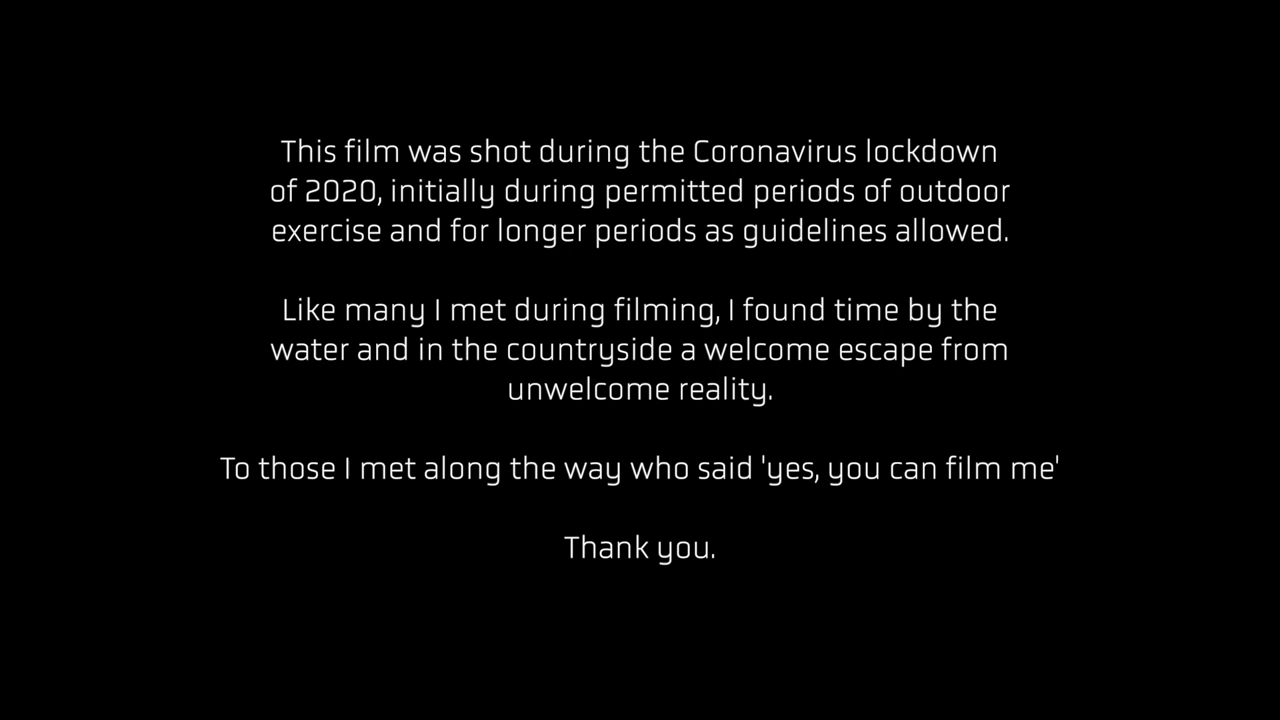 This film was shot during the Coronavirus lockdown
of 2020, initially during permitted periods of outdoor
exercise and for longer periods as guidelines allowed.
Like many I met during filming, I found time by the
water and in the countryside a welcome escape from
unwelcome reality.
To those I met along the way who said 'yes, you can film me'
Thank you.